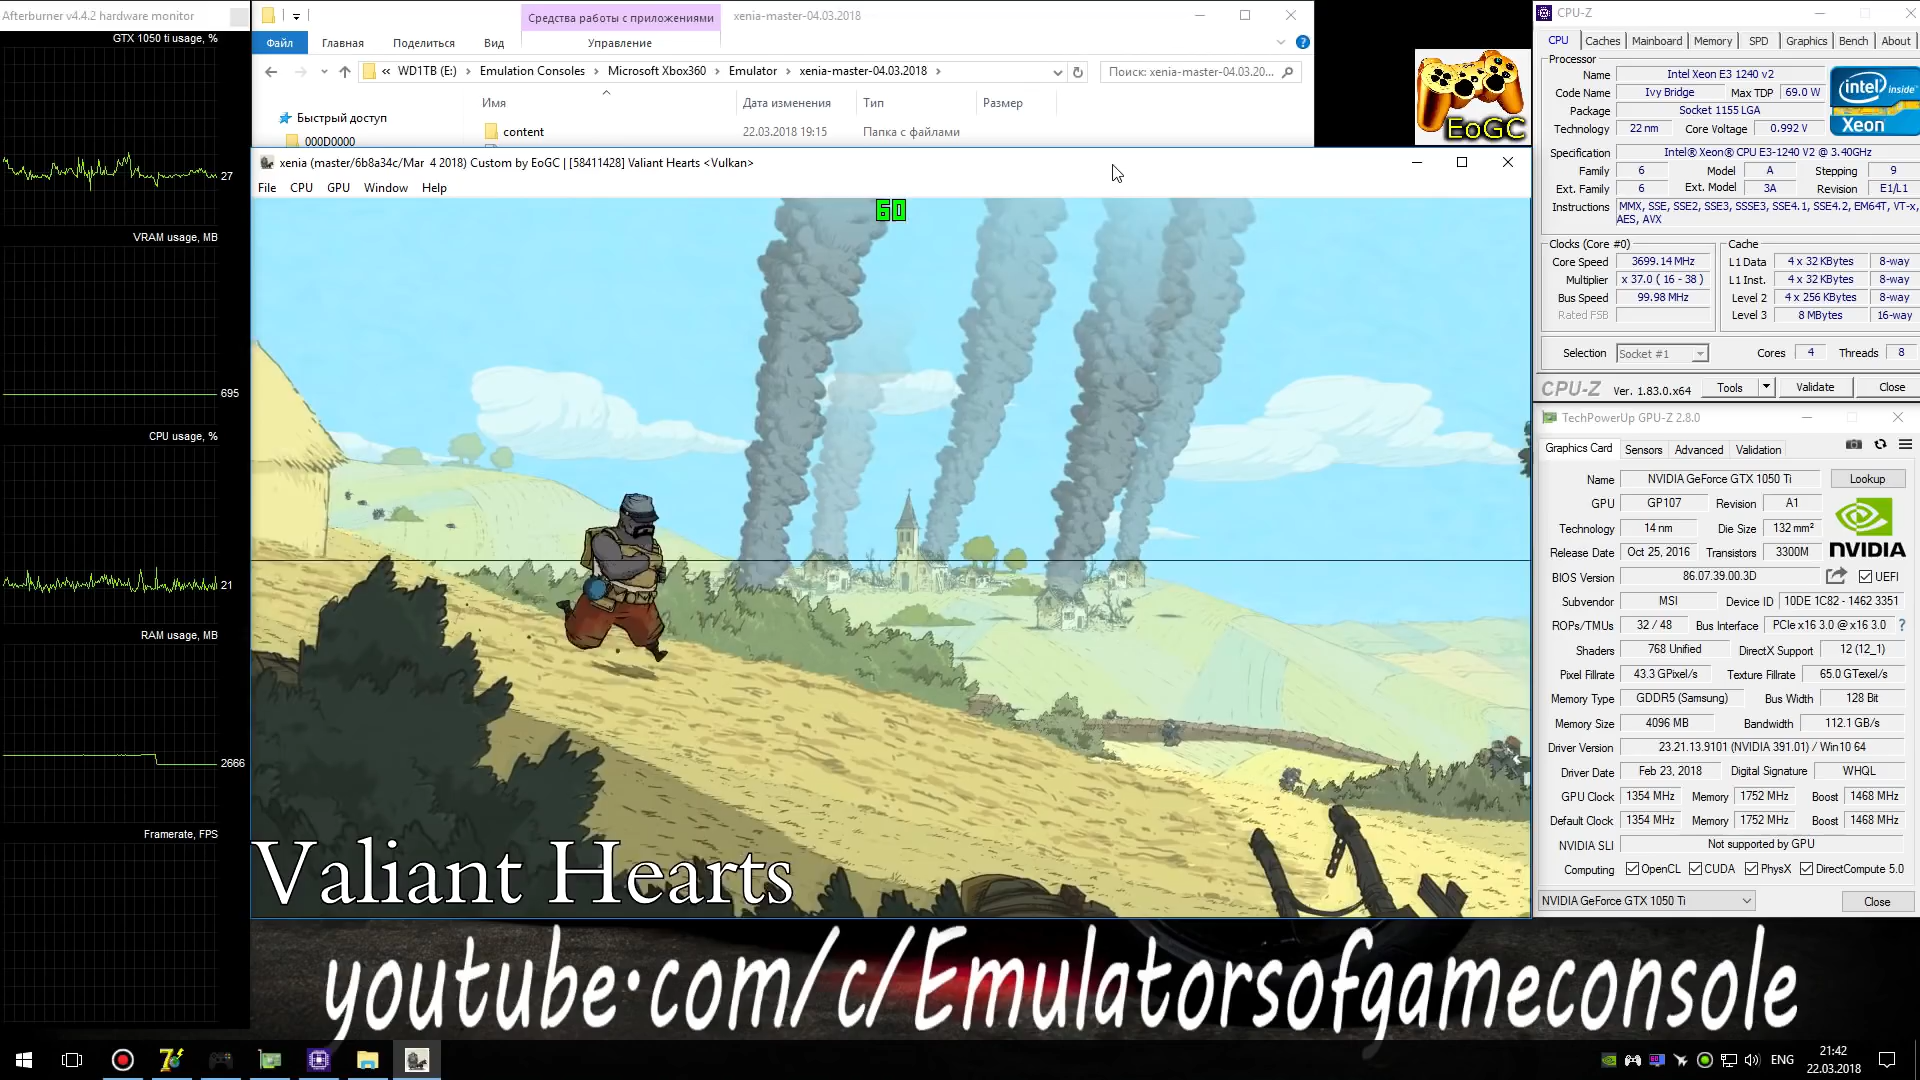 Afterburner v4.4.2 hardware monitor
GTX 1050 ti usage, %
27
VRAM usage, MB
695
CPU usage, %
21
RAM usage, MB
2666
Framerate, FPS
Средства работы с приложениями
xenia-master-04.03.2018
Файл Главная Поделиться Вид Управление
« WD1TB (E:) › Emulation Consoles › Microsoft Xbox360 › Emulator › xenia-master-04.03.2018 ›
Поиск: xenia-master-04.03.20...
Имя Дата изменения Тип Размер
Быстрый доступ
000D0000
content 22.03.2018 19:15 Папка с файлами
EoGC
xenia (master/6b8a34c/Mar 4 2018) Custom by EoGC | [58411428] Valiant Hearts <Vulkan>
File CPU GPU Window Help
60
Valiant Hearts
CPU-Z
CPU Caches Mainboard Memory SPD Graphics Bench About
Processor
Name Intel Xeon E3 1240 v2
Code Name Ivy Bridge Max TDP 69.0 W
Package Socket 1155 LGA
Technology 22 nm Core Voltage 0.992 V
intel inside™
Xeon
Specification Intel® Xeon® CPU E3-1240 V2 @ 3.40GHz
Family 6 Model A Stepping 9
Ext. Family 6 Ext. Model 3A Revision E1/L1
Instructions MMX, SSE, SSE2, SSE3, SSSE3, SSE4.1, SSE4.2, EM64T, VT-x,
AES, AVX
Clocks (Core #0)
Core Speed 3699.14 MHz
Multiplier x 37.0 ( 16 - 38 )
Bus Speed 99.98 MHz
Rated FSB
Cache
L1 Data 4 x 32 KBytes 8-way
L1 Inst. 4 x 32 KBytes 8-way
Level 2 4 x 256 KBytes 8-way
Level 3 8 MBytes 16-way
Selection Socket #1 Cores 4 Threads 8
CPU-Z Ver. 1.83.0.x64 Tools Validate Close
TechPowerUp GPU-Z 2.8.0
Graphics Card Sensors Advanced Validation
Name NVIDIA GeForce GTX 1050 Ti Lookup
GPU GP107 Revision A1
Technology 14 nm Die Size 132 mm²
Release Date Oct 25, 2016 Transistors 3300M
NVIDIA
BIOS Version 86.07.39.00.3D UEFI
Subvendor MSI Device ID 10DE 1C82 - 1462 3351
ROPs/TMUs 32 / 48 Bus Interface PCIe x16 3.0 @ x16 3.0 ?
Shaders 768 Unified DirectX Support 12 (12_1)
Pixel Fillrate 43.3 GPixel/s Texture Fillrate 65.0 GTexel/s
Memory Type GDDR5 (Samsung) Bus Width 128 Bit
Memory Size 4096 MB Bandwidth 112.1 GB/s
Driver Version 23.21.13.9101 (NVIDIA 391.01) / Win10 64
Driver Date Feb 23, 2018 Digital Signature WHQL
GPU Clock 1354 MHz Memory 1752 MHz Boost 1468 MHz
Default Clock 1354 MHz Memory 1752 MHz Boost 1468 MHz
NVIDIA SLI Not supported by GPU
Computing OpenCL CUDA PhysX DirectCompute 5.0
NVIDIA GeForce GTX 1050 Ti Close
youtube.com/c/Emulatorsofgameconsole
ENG
21:42
22.03.2018